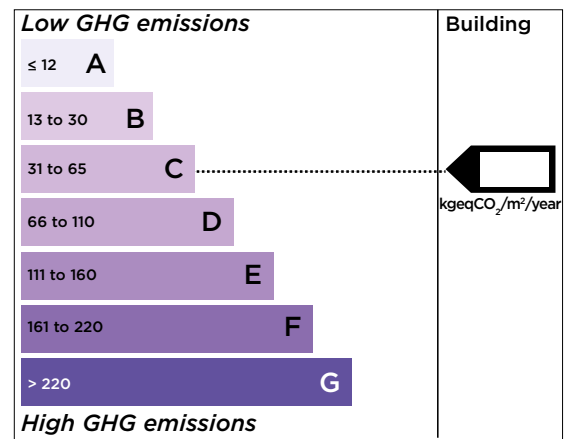 Low GHG emissions
Building
≤ 12 A
13 to 30 B
31 to 65 C
kgeqCO₂/m²/year
66 to 110 D
111 to 160 E
161 to 220 F
> 220 G
High GHG emissions